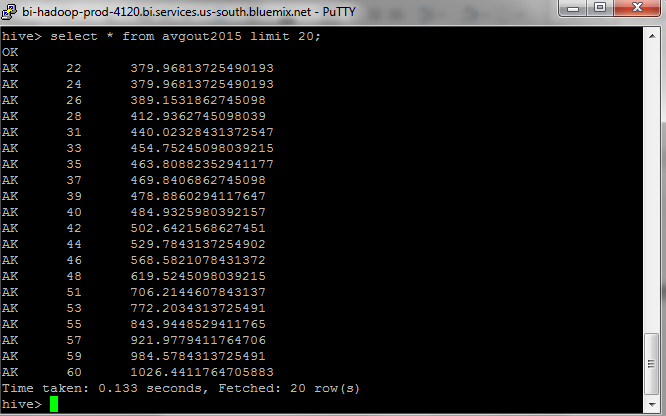 bi-hadoop-prod-4120.bi.services.us-south.bluemix.net - PuTTY
hive> select * from avgout2015 limit 20;
OK
AK 22 379.96813725490193
AK 24 379.96813725490193
AK 26 389.1531862745098
AK 28 412.9362745098039
AK 31 440.02328431372547
AK 33 454.75245098039215
AK 35 463.80882352941177
AK 37 469.8406862745098
AK 39 478.8860294117647
AK 40 484.9325980392157
AK 42 502.6421568627451
AK 44 529.7843137254902
AK 46 568.5821078431372
AK 48 619.5245098039215
AK 51 706.2144607843137
AK 53 772.2034313725491
AK 55 843.9448529411765
AK 57 921.9779411764706
AK 59 984.5784313725491
AK 60 1026.4411764705883
Time taken: 0.133 seconds, Fetched: 20 row(s)
hive>